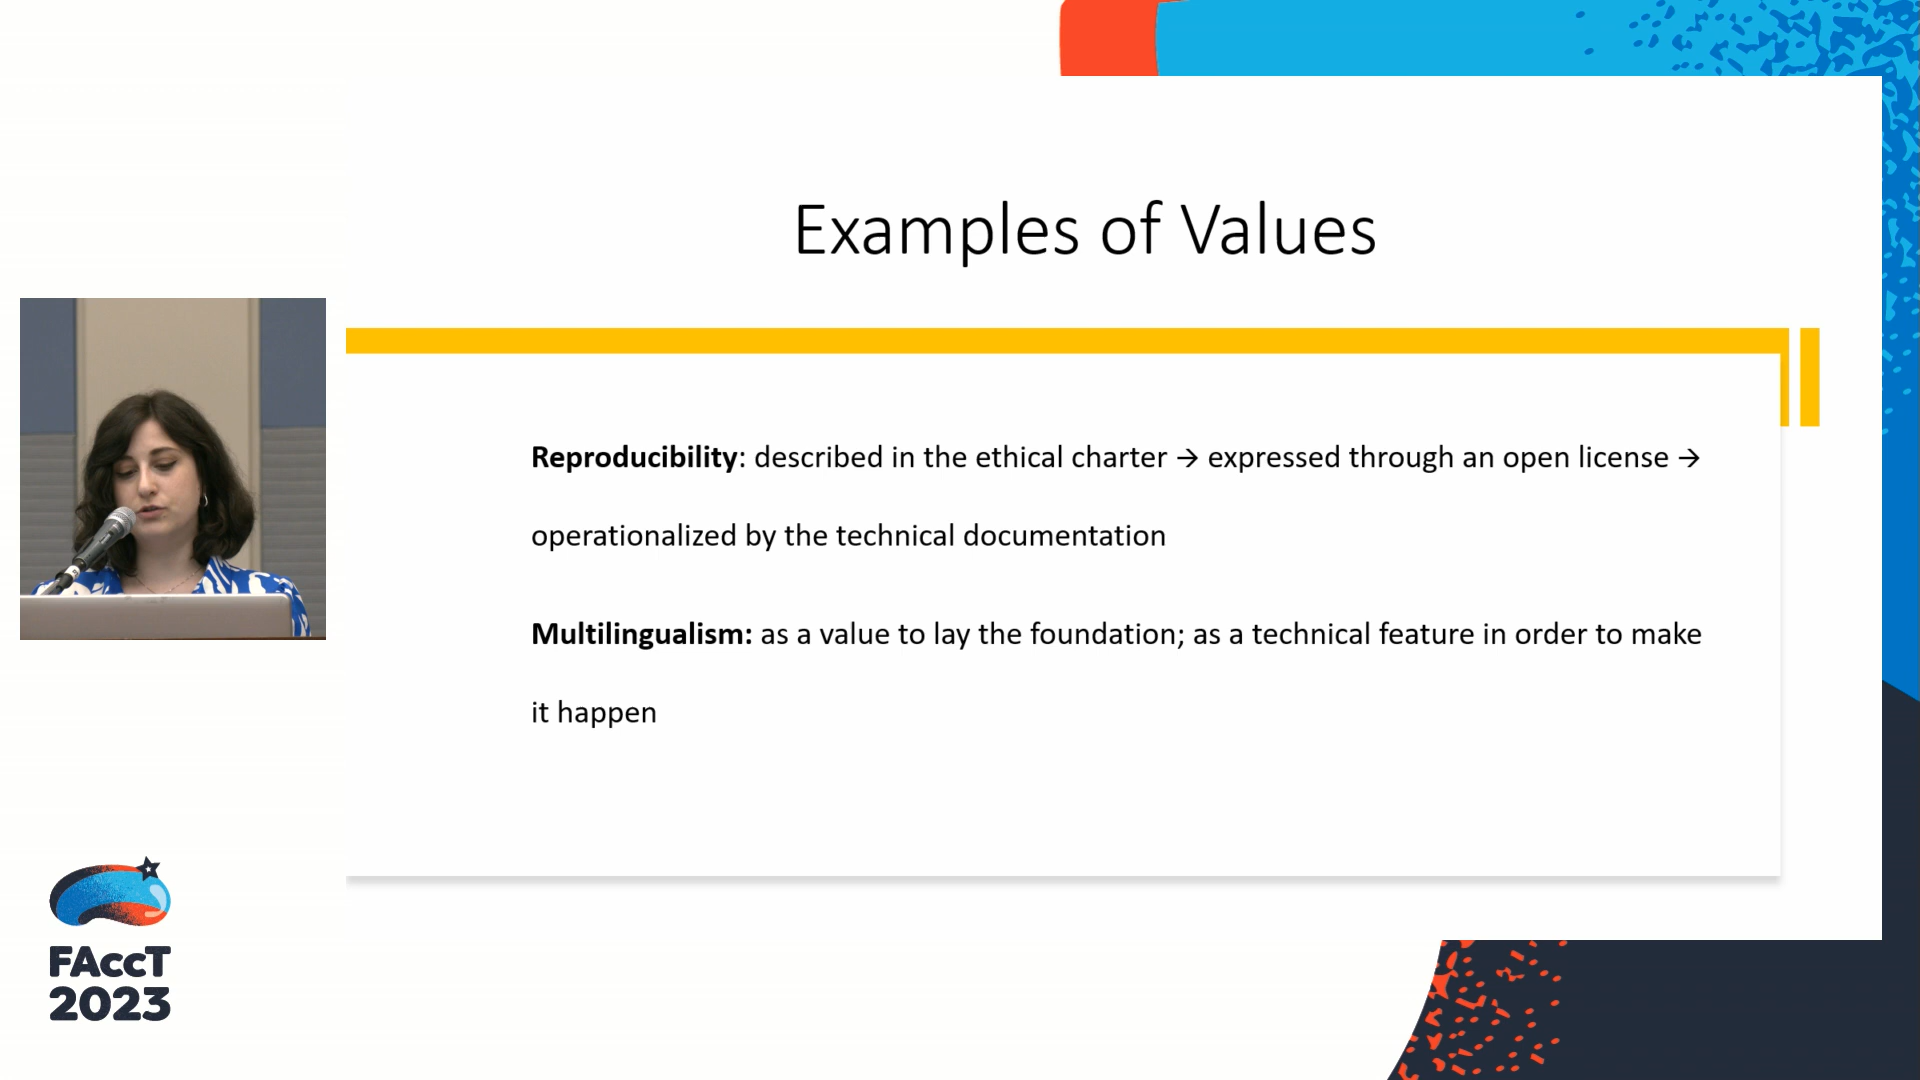 Examples of Values
Reproducibility: described in the ethical charter → expressed through an open license →
operationalized by the technical documentation
Multilingualism: as a value to lay the foundation; as a technical feature in order to make
it happen
FAccT
2023